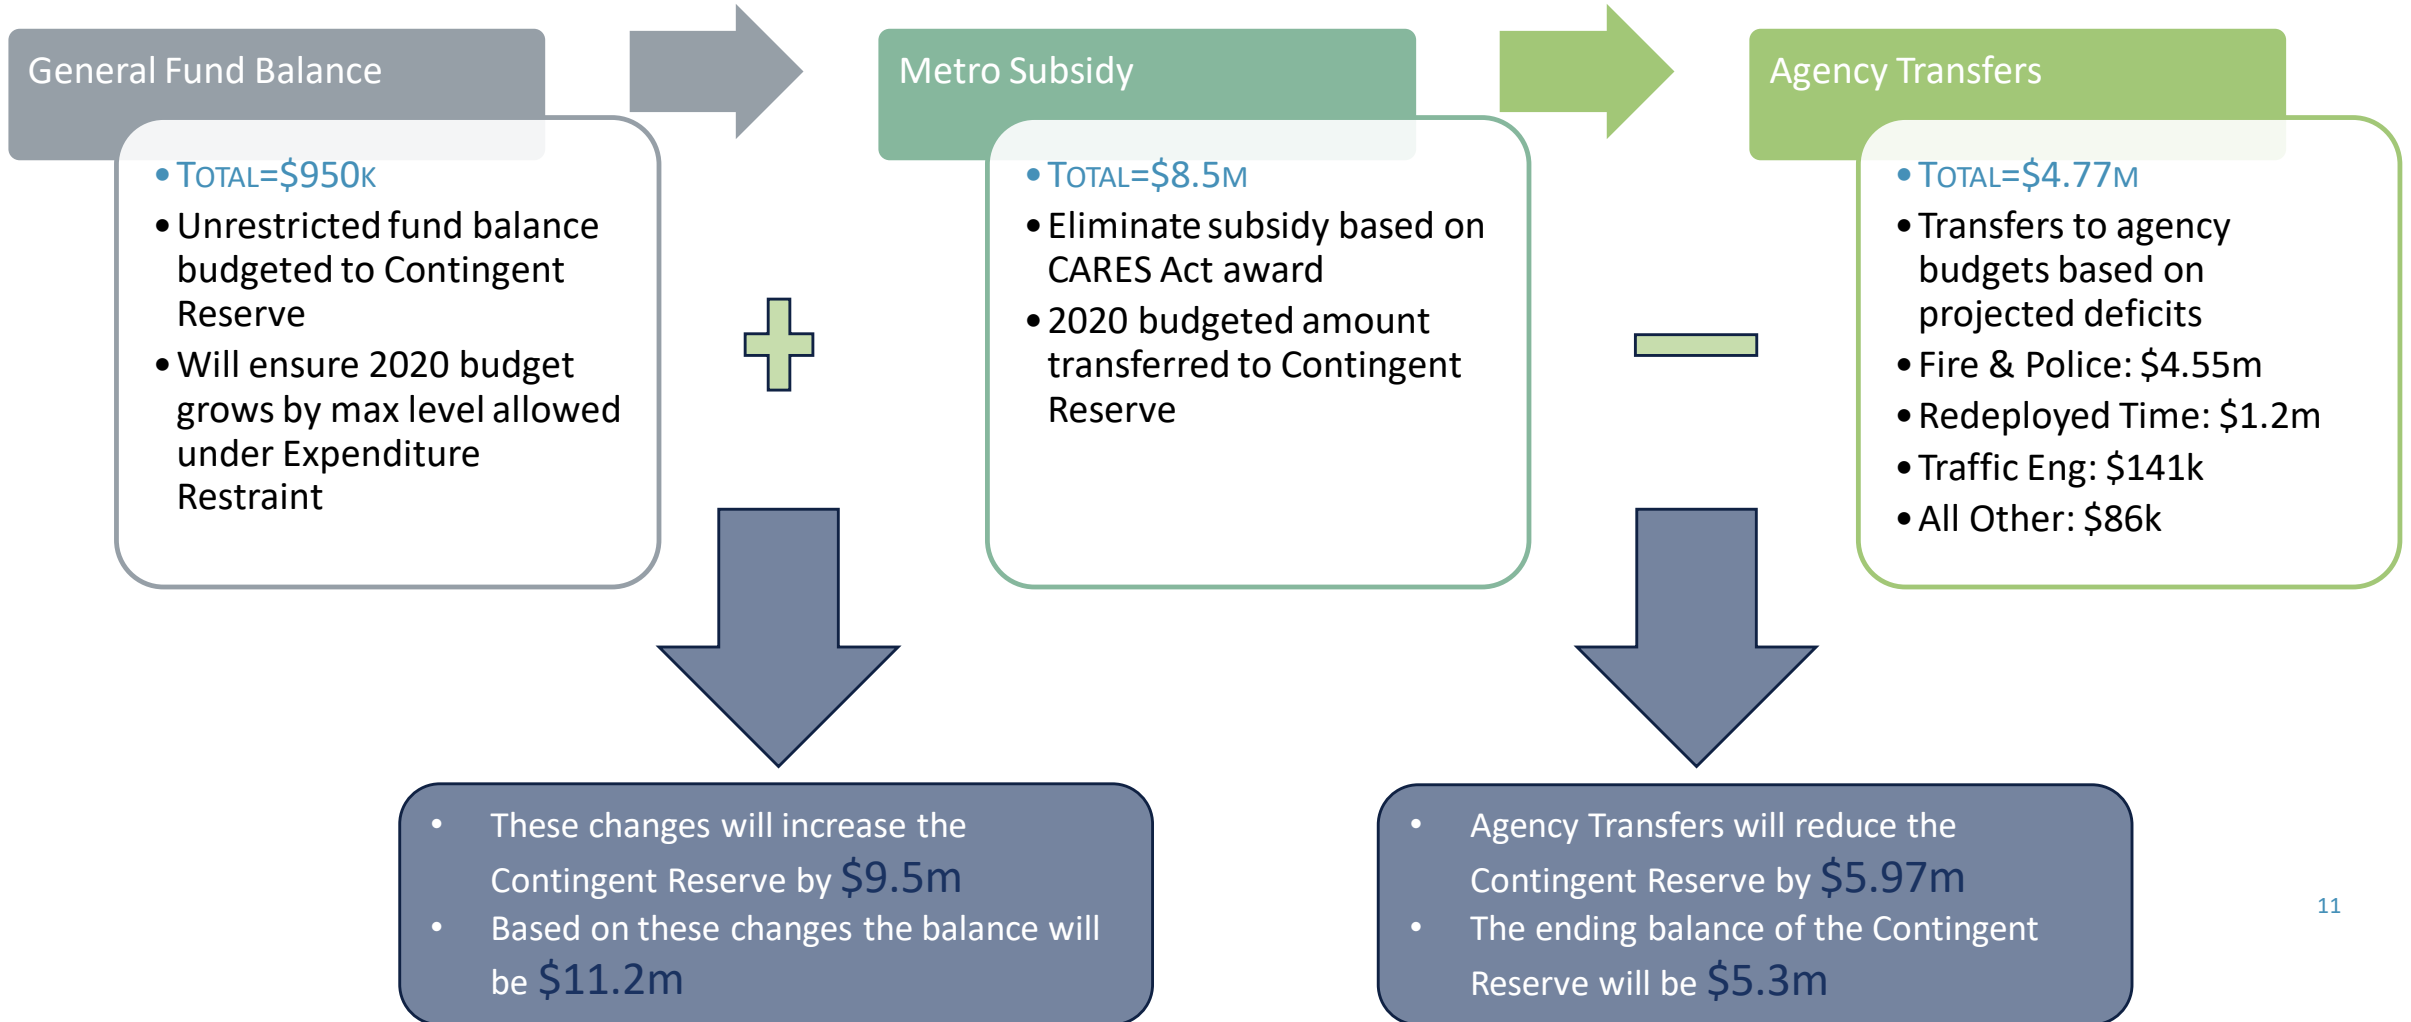 General Fund Balance
• TOTAL=$950K
• Unrestricted fund balance
budgeted to Contingent
Reserve
• Will ensure 2020 budget
grows by max level allowed
under Expenditure
Restraint
Metro Subsidy
• TOTAL=$8.5M
• Eliminate subsidy based on
CARES Act award
• 2020 budgeted amount
transferred to Contingent
Reserve
Agency Transfers
• TOTAL=$4.77M
• Transfers to agency
budgets based on
projected deficits
• Fire & Police: $4.55m
• Redeployed Time: $1.2m
• Traffic Eng: $141k
• All Other: $86k
• These changes will increase the
Contingent Reserve by $9.5m
• Based on these changes the balance will
be $11.2m
• Agency Transfers will reduce the
Contingent Reserve by $5.97m
• The ending balance of the Contingent
Reserve will be $5.3m
11